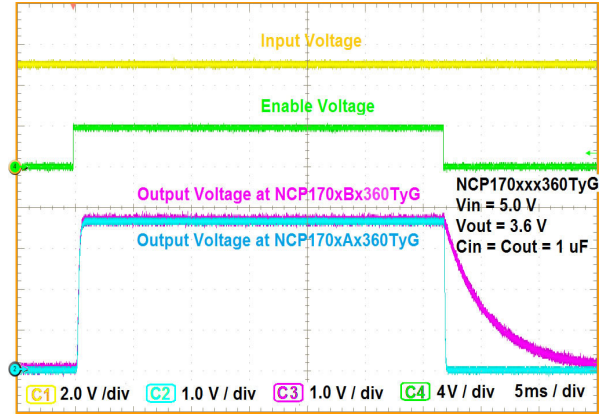 Input Voltage
Enable Voltage
Output Voltage at NCP170xBx360TyG
NCP170xxx360TyG
Vin = 5.0 V
Vout = 3.6 V
Cin = Cout = 1 uF
Output Voltage at NCP170xAx360TyG
C1 2.0 V / div C2 1.0 V / div C3 1.0 V / div C4 4V / div 5ms / div